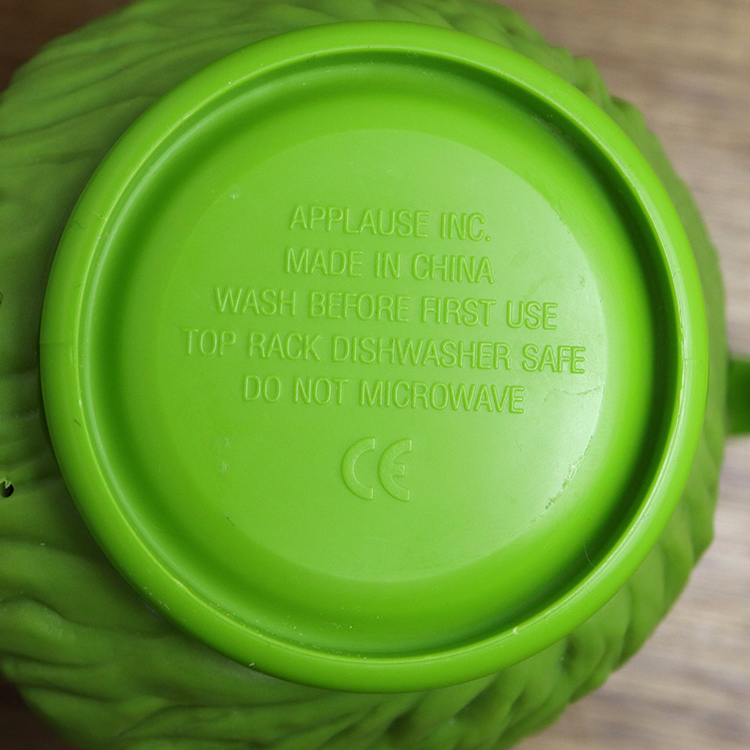 APPLAUSE INC.
MADE IN CHINA
WASH BEFORE FIRST USE
TOP RACK DISHWASHER SAFE
DO NOT MICROWAVE
CE